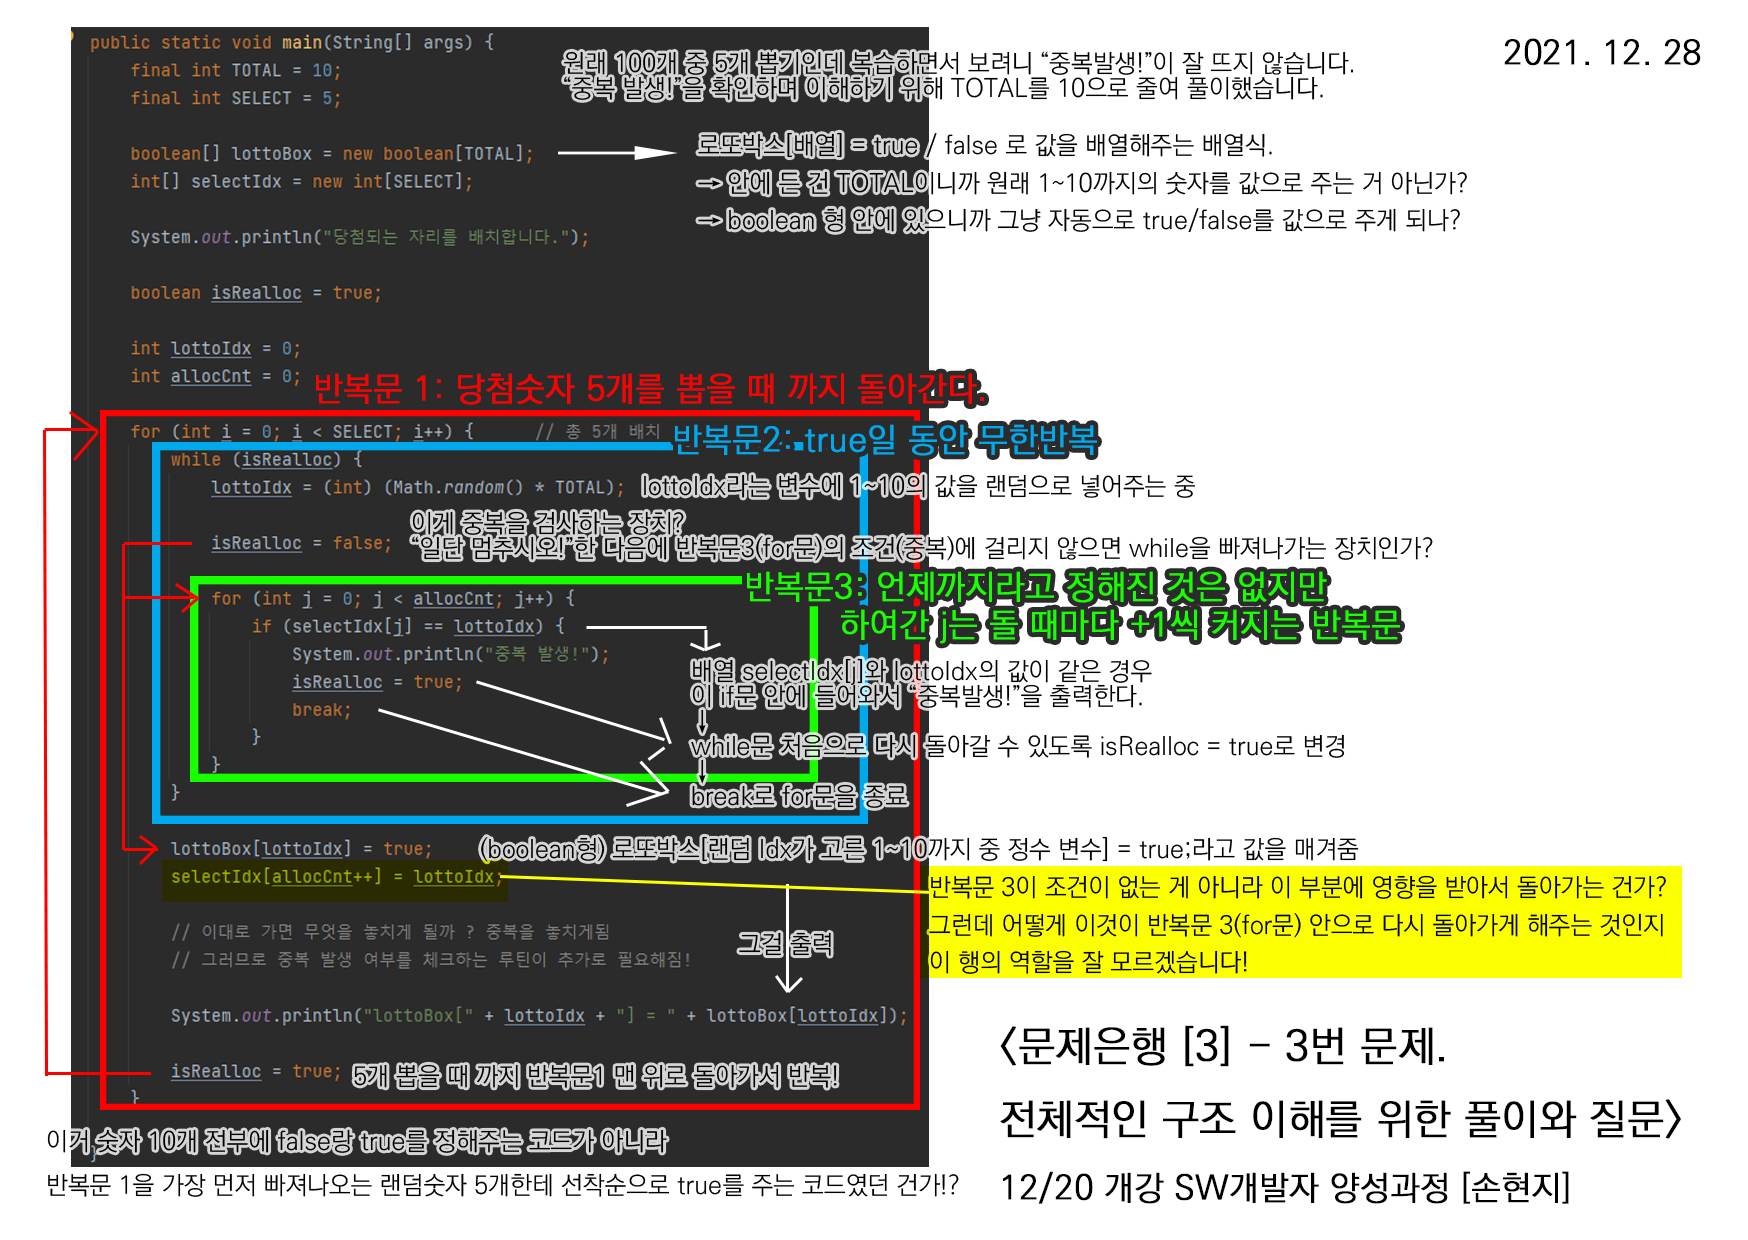 public static void main(String[] args) {
2021. 12. 28
final int TOTAL = 10;
final int SELECT = 5;
원래 100개 중 5개 뽑기인데 복습하면서 보려니 “중복발생!”이 잘 뜨지 않습니다.
“중복 발생!”을 확인하며 이해하기 위해 TOTAL를 10으로 줄여 풀이했습니다.
boolean[] lottoBox = new boolean[TOTAL];
int[] selectIdx = new int[SELECT];
로또박스[배열] = true / false 로 값을 배열해주는 배열식.
→ 안에 든 건 TOTAL이니까 원래 1~10까지의 숫자를 값으로 주는 거 아닌가?
→ boolean 형 안에 있으니까 그냥 자동으로 true/false를 값으로 주게 되나?
System.out.println("당첨되는 자리를 배치합니다.");
boolean isRealloc = true;
int lottoIdx = 0;
int allocCnt = 0;
반복문 1: 당첨숫자 5개를 뽑을 때 까지 돌아간다.
for (int i = 0; i < SELECT; i++) { // 총 5개 배치
반복문2: true일 동안 무한반복
while (isRealloc) {
lottoIdx = (int) (Math.random() * TOTAL);
lottoIdx라는 변수에 1~10의 값을 랜덤으로 넣어주는 중
이게 중복을 검사하는 장치?
isRealloc = false;
“일단 멈추시오!”한 다음에 반복문3(for문)의 조건(중복)에 걸리지 않으면 while을 빠져나가는 장치인가?
반복문3: 언제까지라고 정해진 것은 없지만
하여간 j는 돌 때마다 +1씩 커지는 반복문
for (int j = 0; j < allocCnt; j++) {
if (selectIdx[j] == lottoIdx) {
System.out.println("중복 발생!");
isRealloc = true;
break;
}
}
}
배열 selectIdx[j]와 lottoIdx의 값이 같은 경우
이 if문 안에 들어와서 “중복발생!”을 출력한다.
↓
while문 처음으로 다시 돌아갈 수 있도록 isRealloc = true로 변경
↓
break로 for문을 종료
lottoBox[lottoIdx] = true;
(boolean형) 로또박스[랜덤 Idx가 고른 1~10까지 중 정수 변수] = true;라고 값을 매겨줌
selectIdx[allocCnt++] = lottoIdx;
반복문 3이 조건이 없는 게 아니라 이 부분에 영향을 받아서 돌아가는 건가?
그런데 어떻게 이것이 반복문 3(for문) 안으로 다시 돌아가게 해주는 것인지
이 행의 역할을 잘 모르겠습니다!
// 이대로 가면 무엇을 놓치게 될까 ? 중복을 놓치게됨
// 그러므로 중복 발생 여부를 체크하는 루틴이 추가로 필요해짐!
그걸 출력
System.out.println("lottoBox[" + lottoIdx + "] = " + lottoBox[lottoIdx]);
isRealloc = true;
5개 뽑을 때 까지 반복문1 맨 위로 돌아가서 반복!
}
이거 숫자 10개 전부에 false랑 true를 정해주는 코드가 아니라
}
반복문 1을 가장 먼저 빠져나오는 랜덤숫자 5개한테 선착순으로 true를 주는 코드였던 건가!?
〈문제은행 [3] - 3번 문제.
전체적인 구조 이해를 위한 풀이와 질문〉
12/20 개강 SW개발자 양성과정 [손현지]